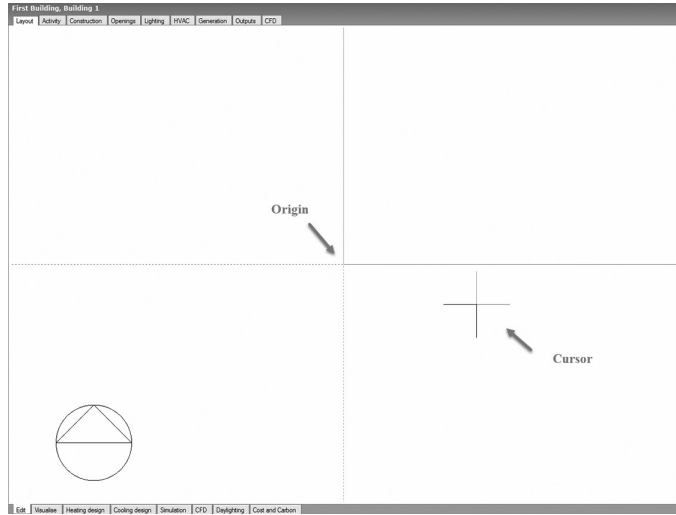 First Building, Building 1
Layout Activity Construction Openings Lighting HVAC Generation Outputs CFD
Origin
Cursor
Edit Visualise Heating design Cooling design Simulation CFD Daylighting Cost and Carbon